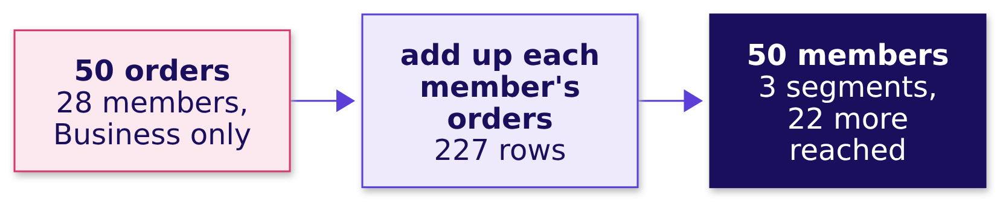 50 orders
28 members,
Business only
add up each
member's
orders
227 rows
50 members
3 segments,
22 more
reached